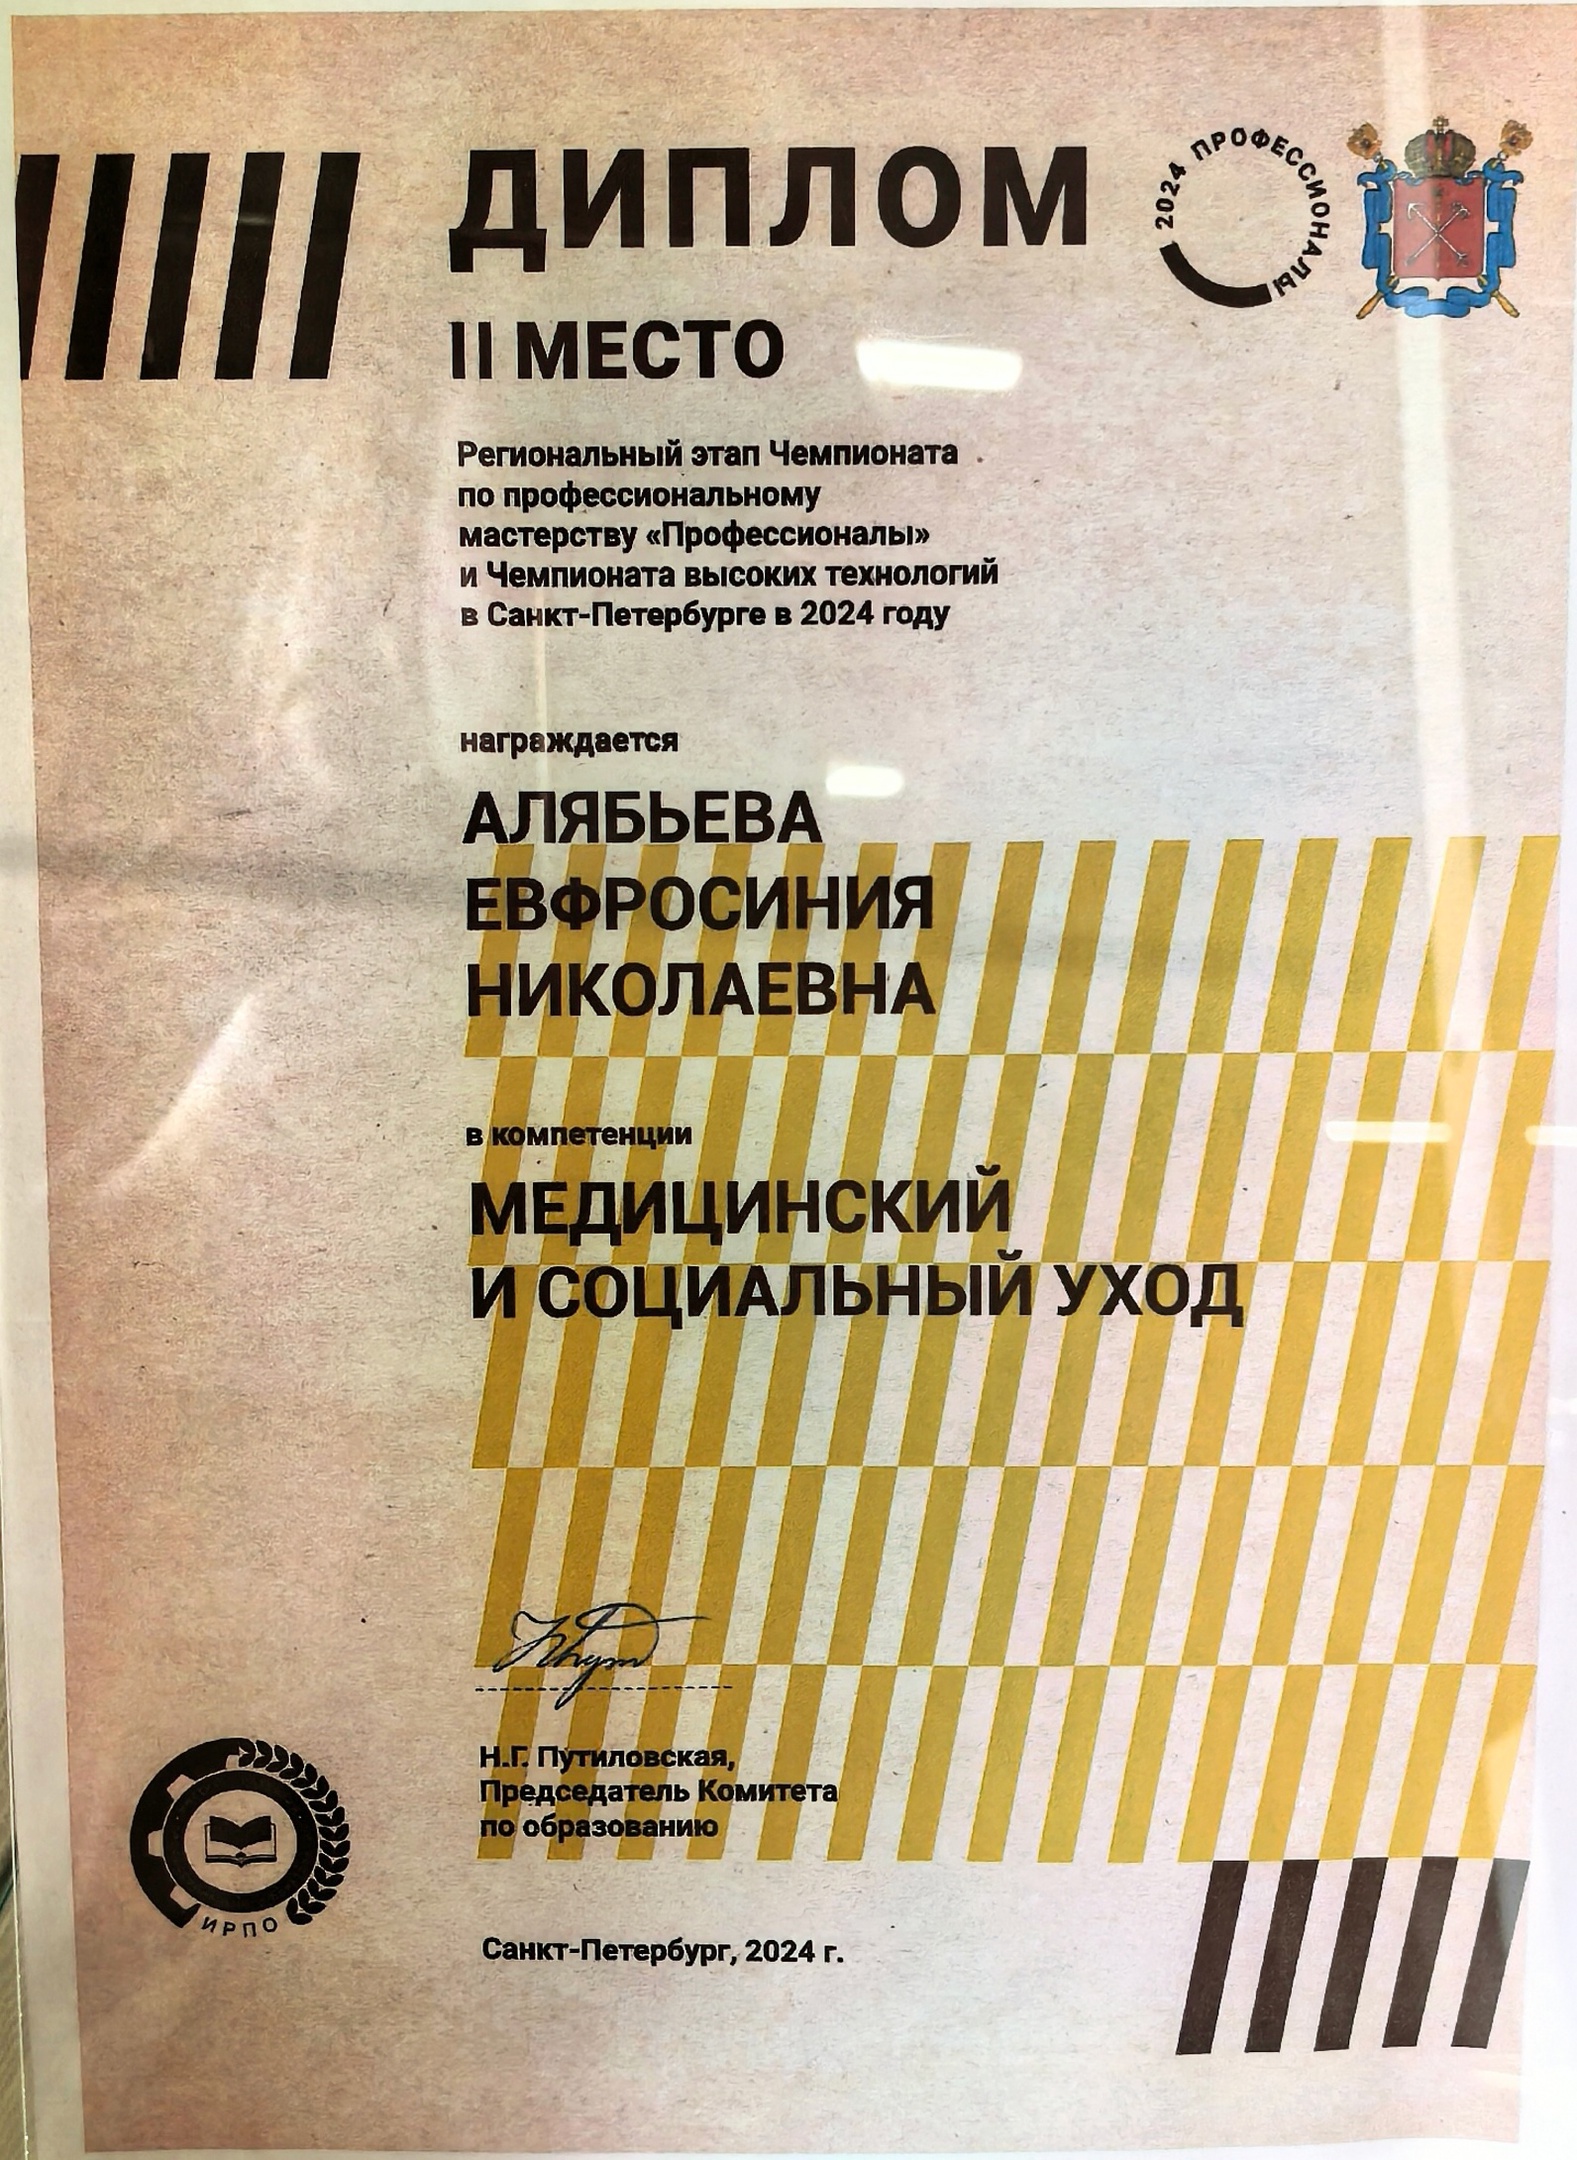 ДИПЛОМ
2024 ПРОФЕССИОНАЛЫ
II МЕСТО
Региональный этап Чемпионата
по профессиональному
мастерству «Профессионалы»
и Чемпионата высоких технологий
в Санкт-Петербурге в 2024 году
награждается
АЛЯБЬЕВА
ЕВФРОСИНИЯ
НИКОЛАЕВНА
в компетенции
МЕДИЦИНСКИЙ
И СОЦИАЛЬНЫЙ УХОД
Н.Г. Путиловская,
Председатель Комитета
по образованию
ИРПО
Санкт-Петербург, 2024 г.